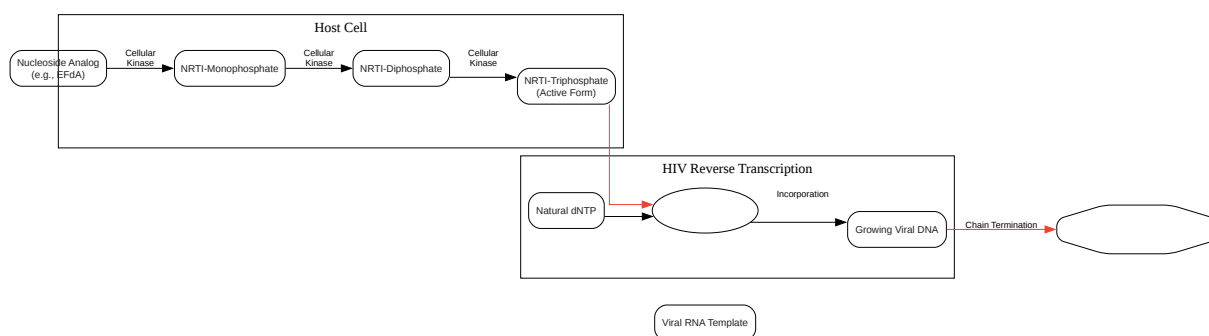 Host Cell
Nucleoside Analog
(e.g., EFdA)
Cellular
Kinase
NRTI-Monophosphate
Cellular
Kinase
NRTI-Diphosphate
Cellular
Kinase
NRTI-Triphosphate
(Active Form)
HIV Reverse Transcription
Natural dNTP
Incorporation
Growing Viral DNA
Chain Termination
Viral RNA Template